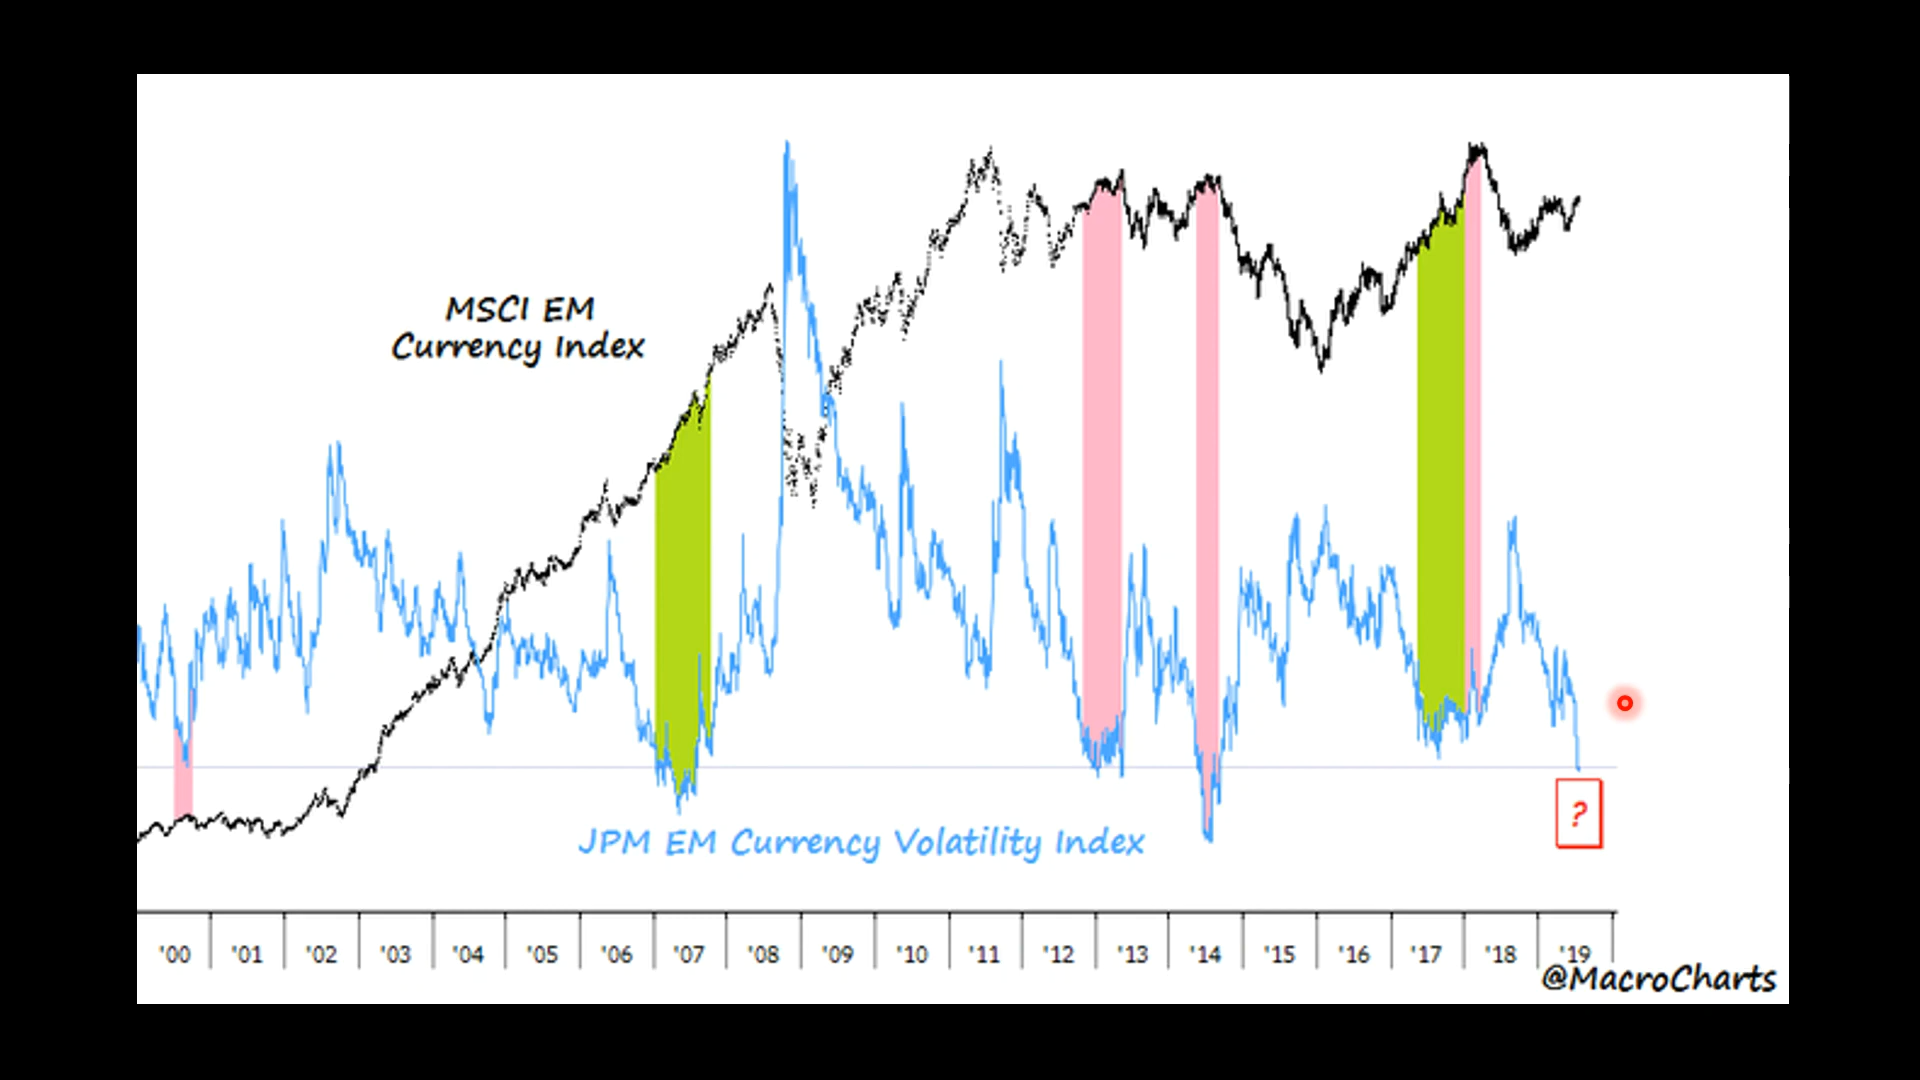 MSCI EM
Currency Index
JPM EM Currency Volatility Index
?
'00 '01 '02 '03 '04 '05 '06 '07 '08 '09 '10 '11 '12 '13 '14 '15 '16 '17 '18 '19
@MacroCharts